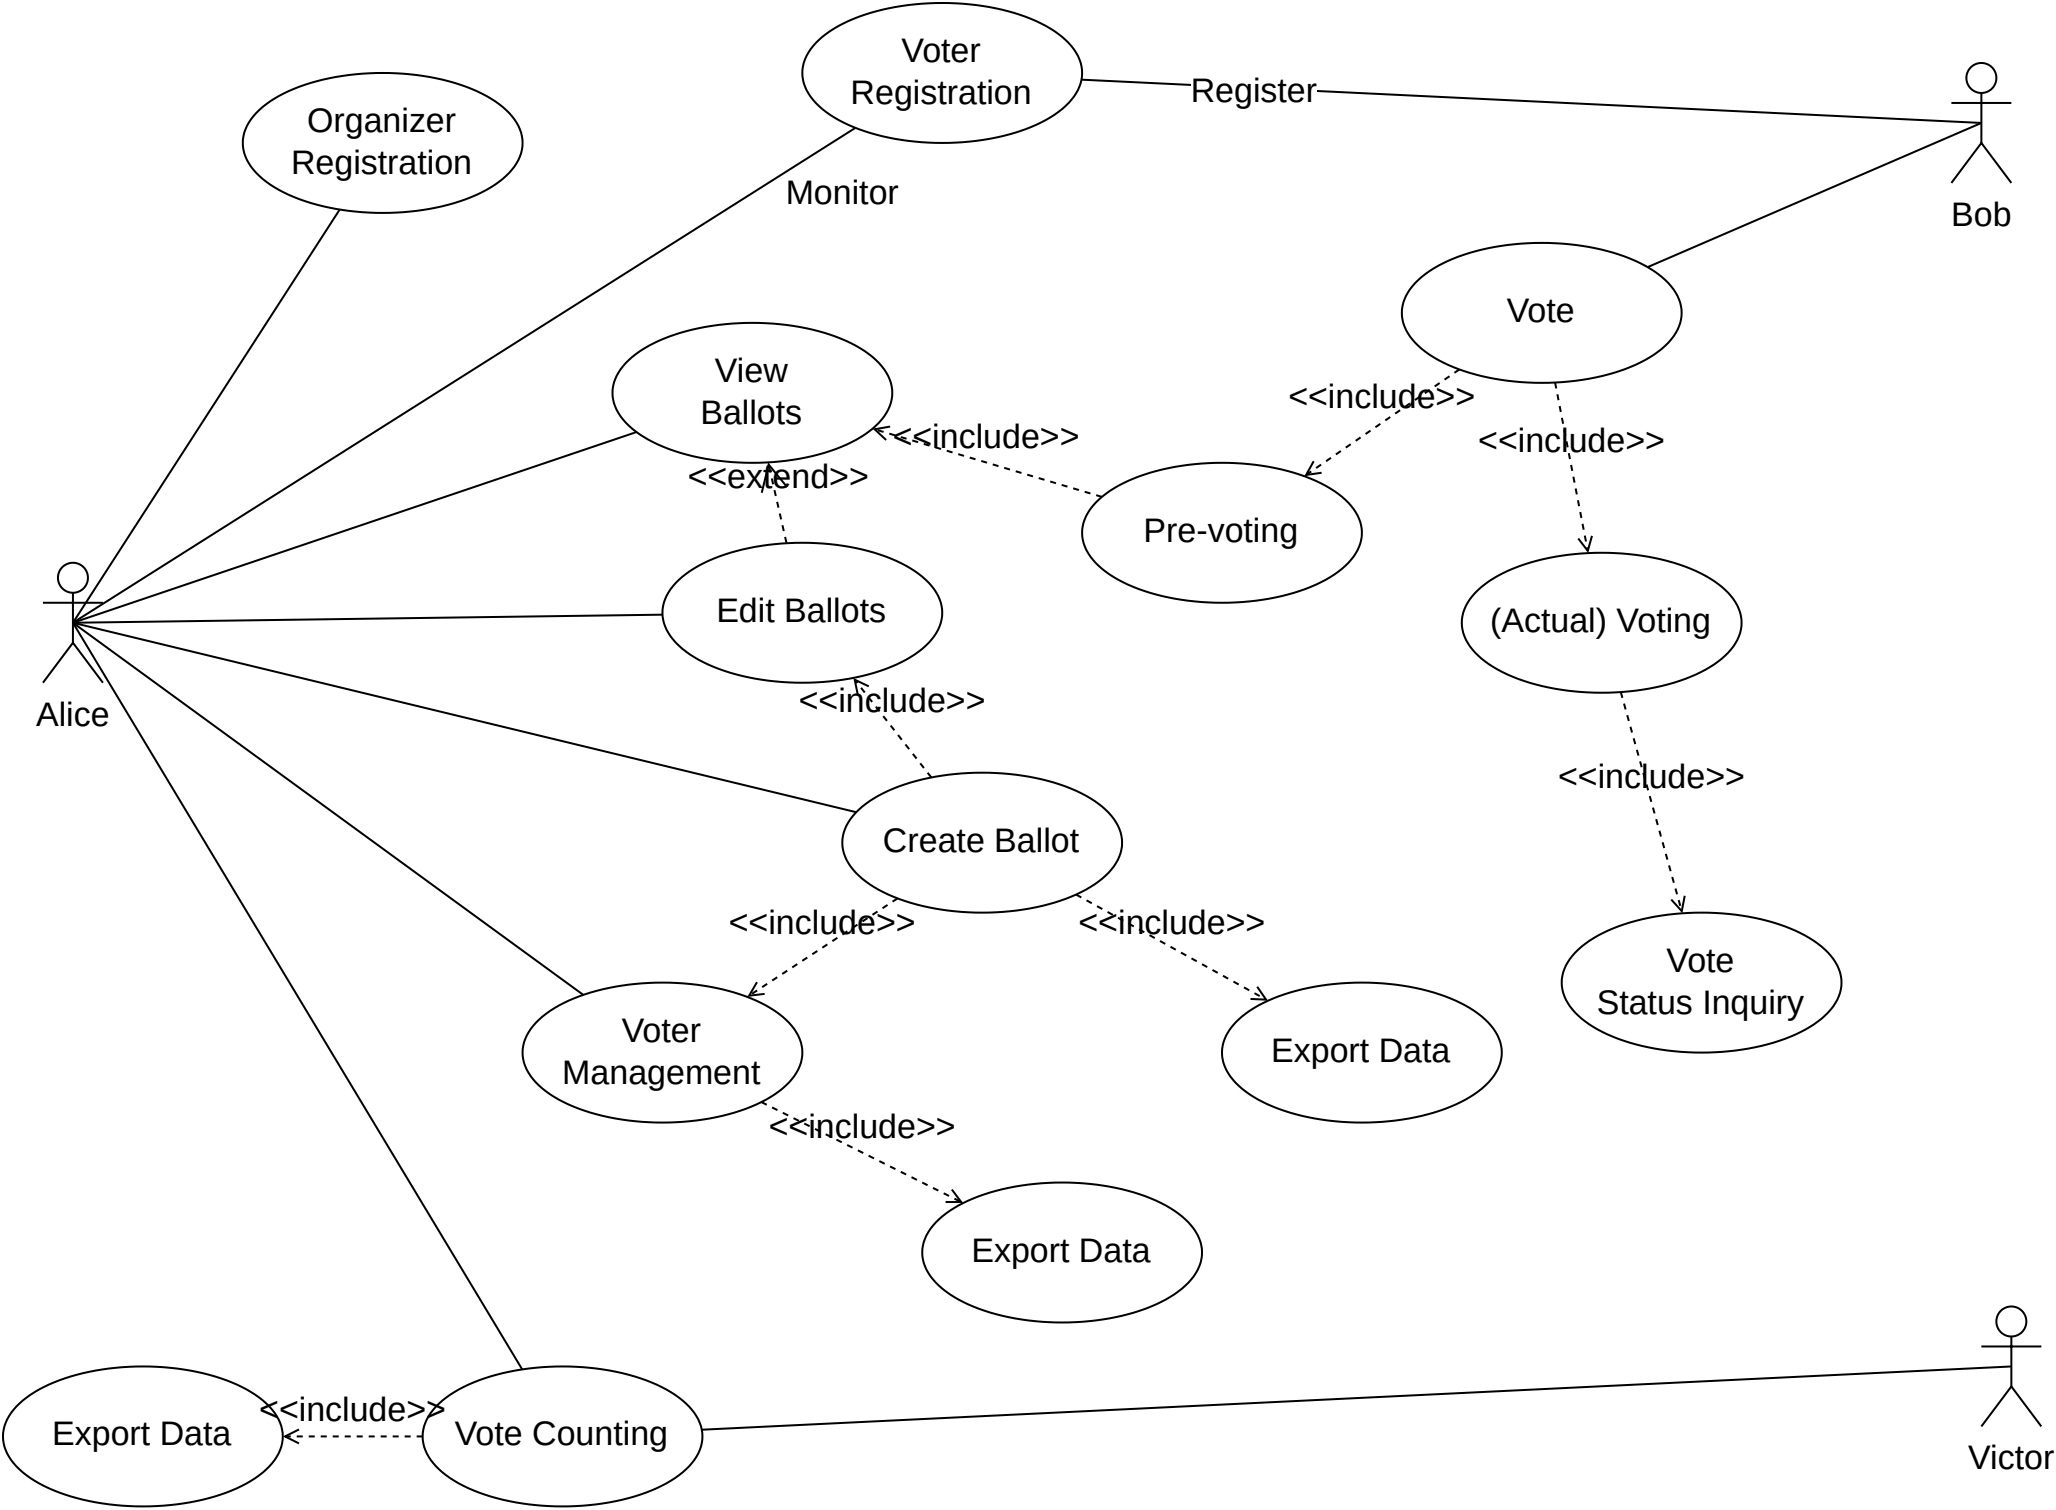 Voter
Registration
Register
Organizer
Registration
Monitor
Bob
Vote
View
Ballots
<<include>>
<<include>>
<<include>>
<<extend>>
Pre-voting
Edit Ballots
(Actual) Voting
Alice
<<include>>
<<include>>
Create Ballot
<<include>>
<<include>>
Vote
Status Inquiry
Voter
Management
Export Data
<<include>>
Export Data
<<include>>
Export Data
Vote Counting
Victor